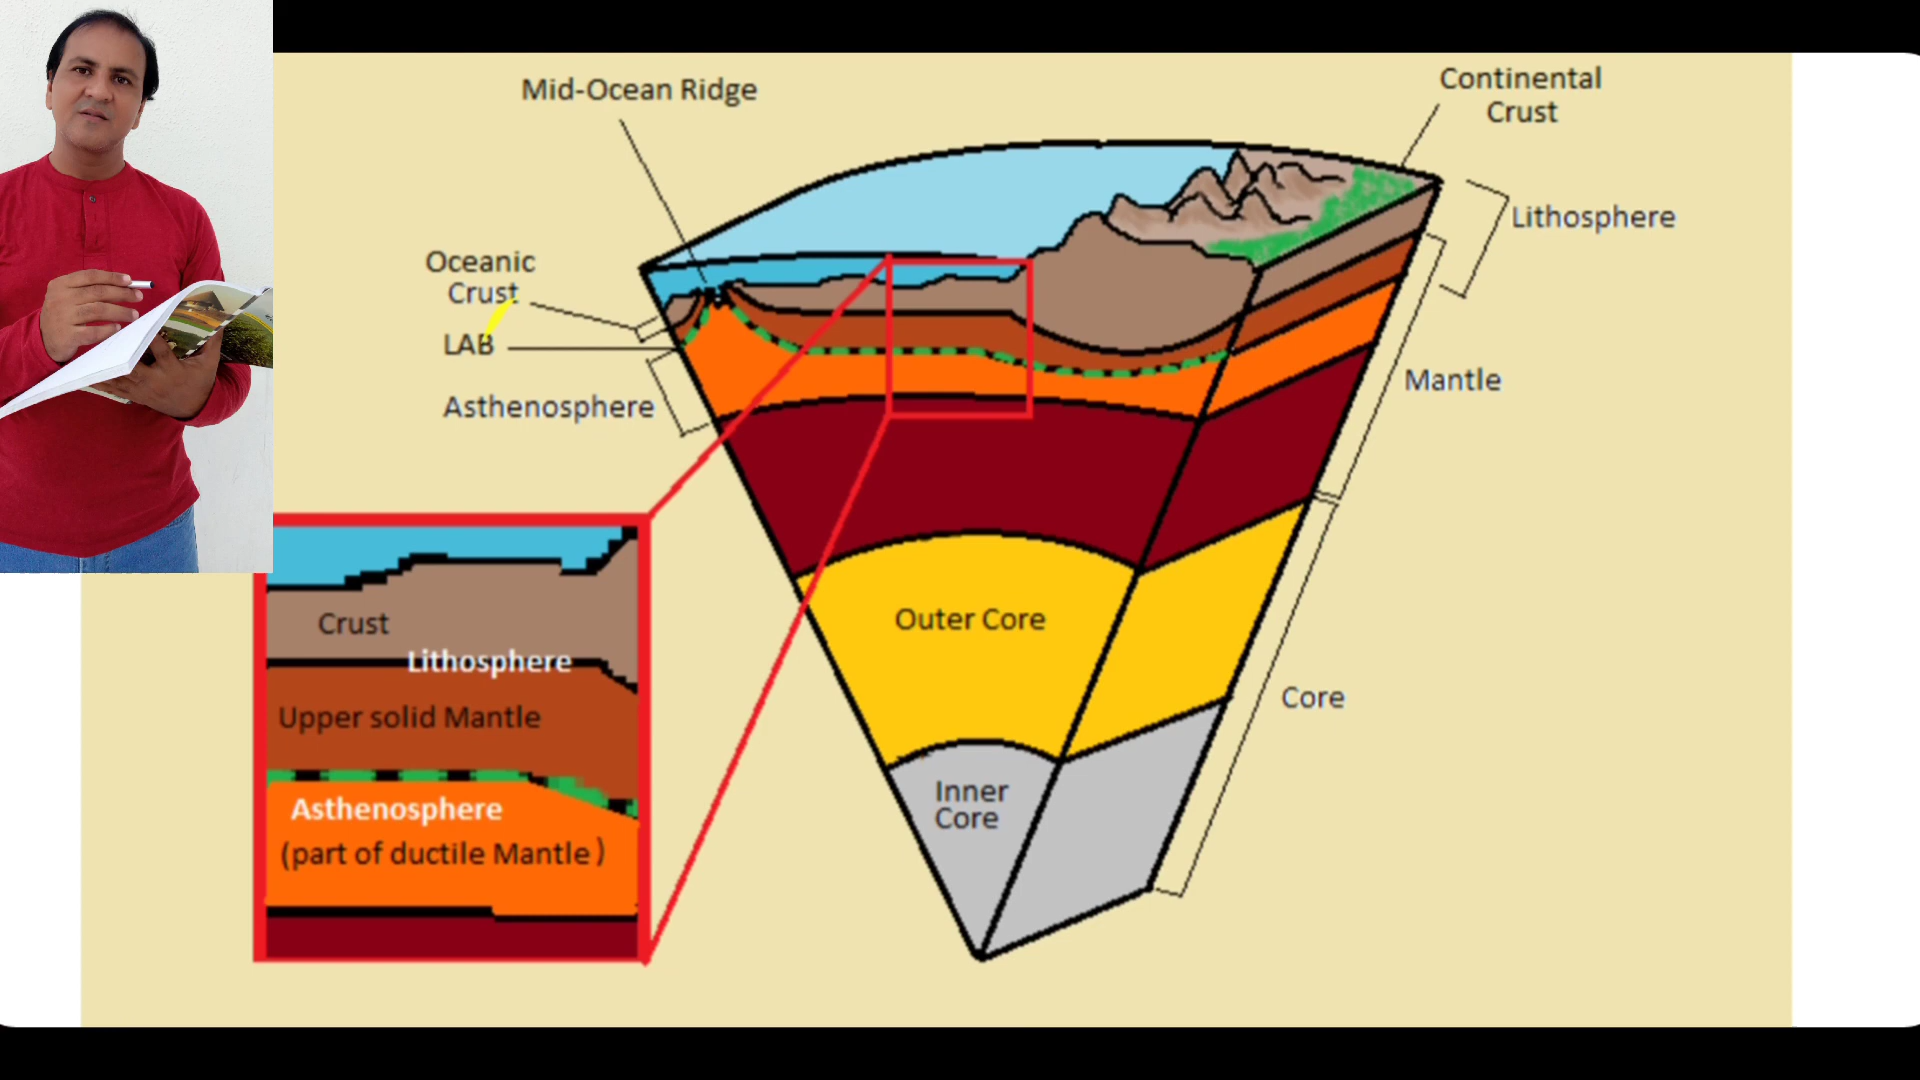 Mid-Ocean Ridge
Continental
Crust
Lithosphere
Oceanic
Crust
LAB
Asthenosphere
Mantle
Crust
Lithosphere
Upper solid Mantle
Asthenosphere
(part of ductile Mantle)
Outer Core
Core
Inner
Core